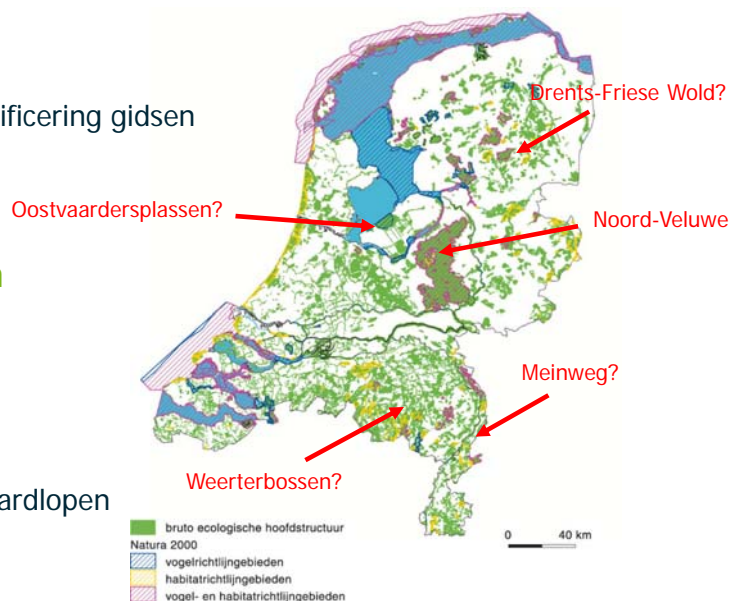 ificering gidsen
Drents-Friese Wold?
Oostvaardersplassen?
Noord-Veluwe
Meinweg?
Weerterbossen?
ardlopen
bruto ecologische hoofdstructuur
Natura 2000
vogelrichtlijngebieden
habitatrichtlijngebieden
vogel- en habitatrichtlijngebieden
0 40 km